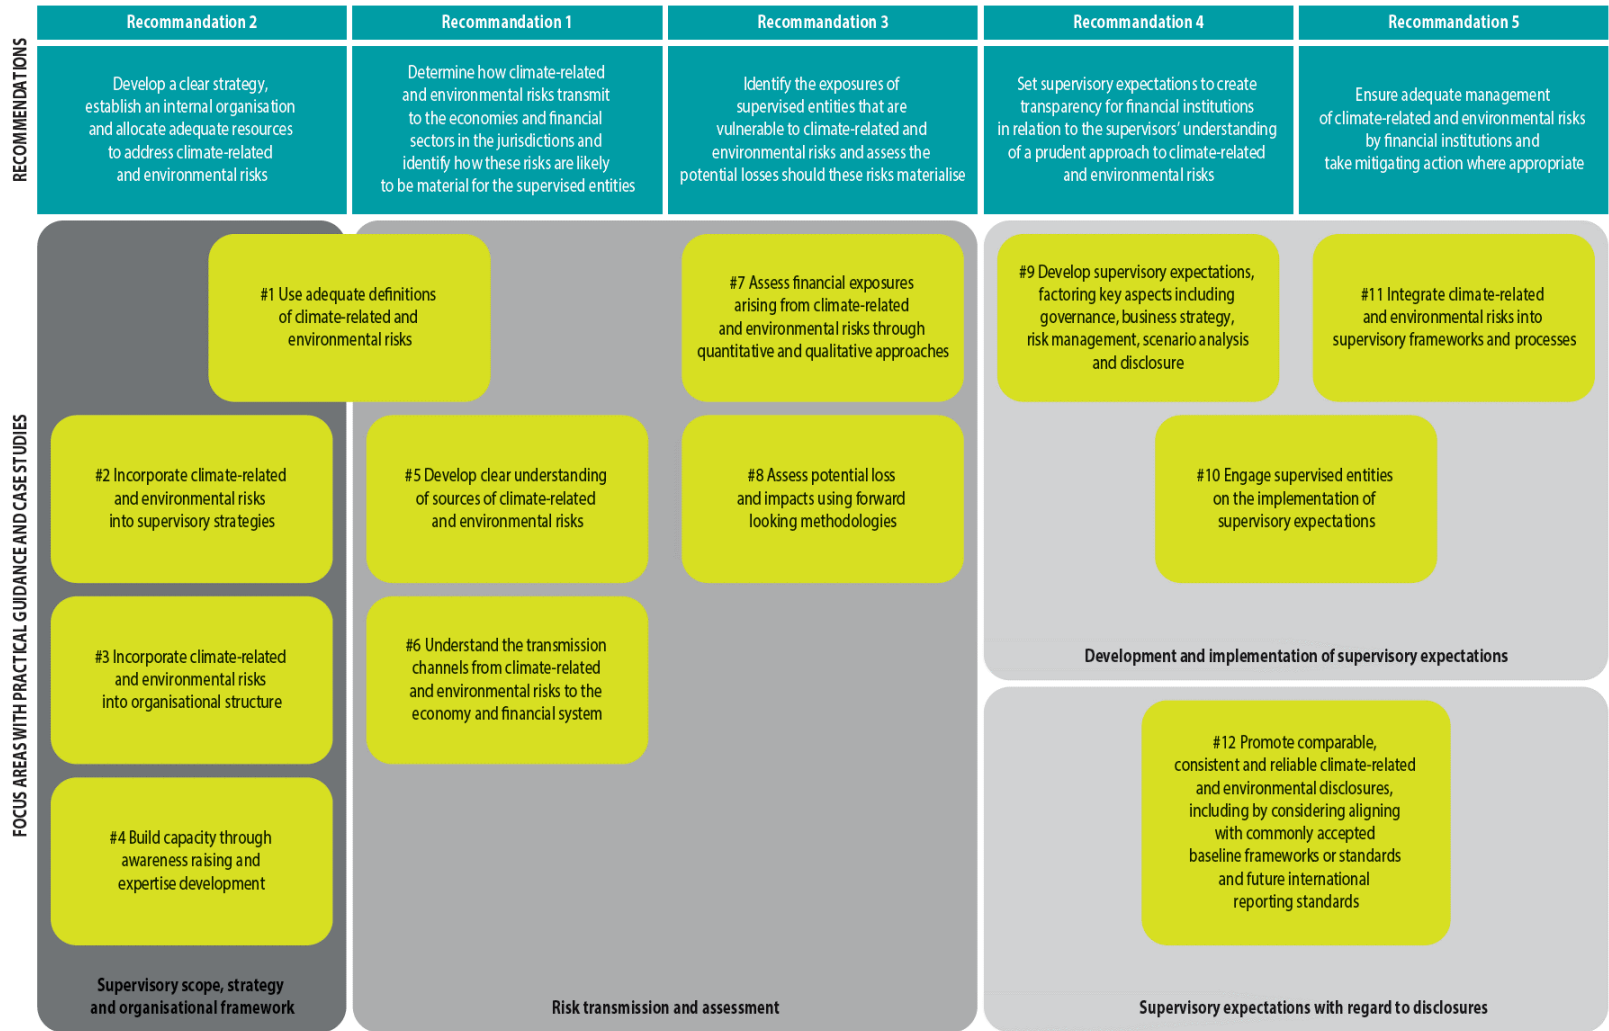 RECOMMENDATIONS
Recommandation 2
Develop a clear strategy,
establish an internal organisation
and allocate adequate resources
to address climate-related
and environmental risks
Recommandation 1
Determine how climate-related
and environmental risks transmit
to the economies and financial
sectors in the jurisdictions and
identify how these risks are likely
to be material for the supervised entities
Recommandation 3
Identify the exposures of
supervised entities that are
vulnerable to climate-related and
environmental risks and assess the
potential losses should these risks materialise
Recommandation 4
Set supervisory expectations to create
transparency for financial institutions
in relation to the supervisors’ understanding
of a prudent approach to climate-related
and environmental risks
Recommandation 5
Ensure adequate management
of climate-related and environmental risks
by financial institutions and
take mitigating action where appropriate
FOCUS AREAS WITH PRACTICAL GUIDANCE AND CASE STUDIES
#1 Use adequate definitions
of climate-related and
environmental risks
#2 Incorporate climate-related
and environmental risks
into supervisory strategies
#3 Incorporate climate-related
and environmental risks
into organisational structure
#4 Build capacity through
awareness raising and
expertise development
Supervisory scope, strategy
and organisational framework
#5 Develop clear understanding
of sources of climate-related
and environmental risks
#6 Understand the transmission
channels from climate-related
and environmental risks to the
economy and financial system
#7 Assess financial exposures
arising from climate-related
and environmental risks through
quantitative and qualitative approaches
#8 Assess potential loss
and impacts using forward
looking methodologies
Risk transmission and assessment
#9 Develop supervisory expectations,
factoring key aspects including
governance, business strategy,
risk management, scenario analysis
and disclosure
#11 Integrate climate-related
and environmental risks into
supervisory frameworks and processes
#10 Engage supervised entities
on the implementation of
supervisory expectations
Development and implementation of supervisory expectations
#12 Promote comparable,
consistent and reliable climate-related
and environmental disclosures,
including by considering aligning
with commonly accepted
baseline frameworks or standards
and future international
reporting standards
Supervisory expectations with regard to disclosures